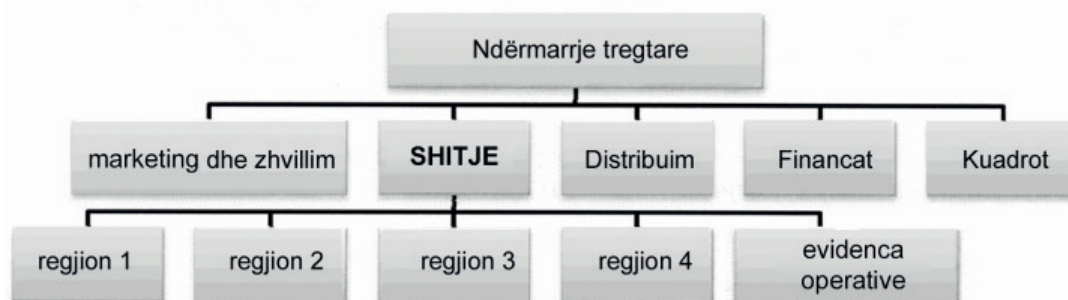 Ndërmarrje tregtare
marketing dhe zhvillim
SHITJE
Distribuim
Financat
Kuadrot
regjion 1
regjion 2
regjion 3
regjion 4
evidenca
operative